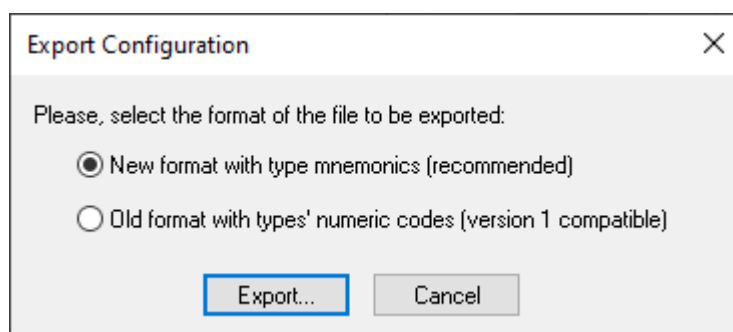 Export Configuration
Please, select the format of the file to be exported:
New format with type mnemonics (recommended)
Old format with types' numeric codes (version 1 compatible)
Export... Cancel